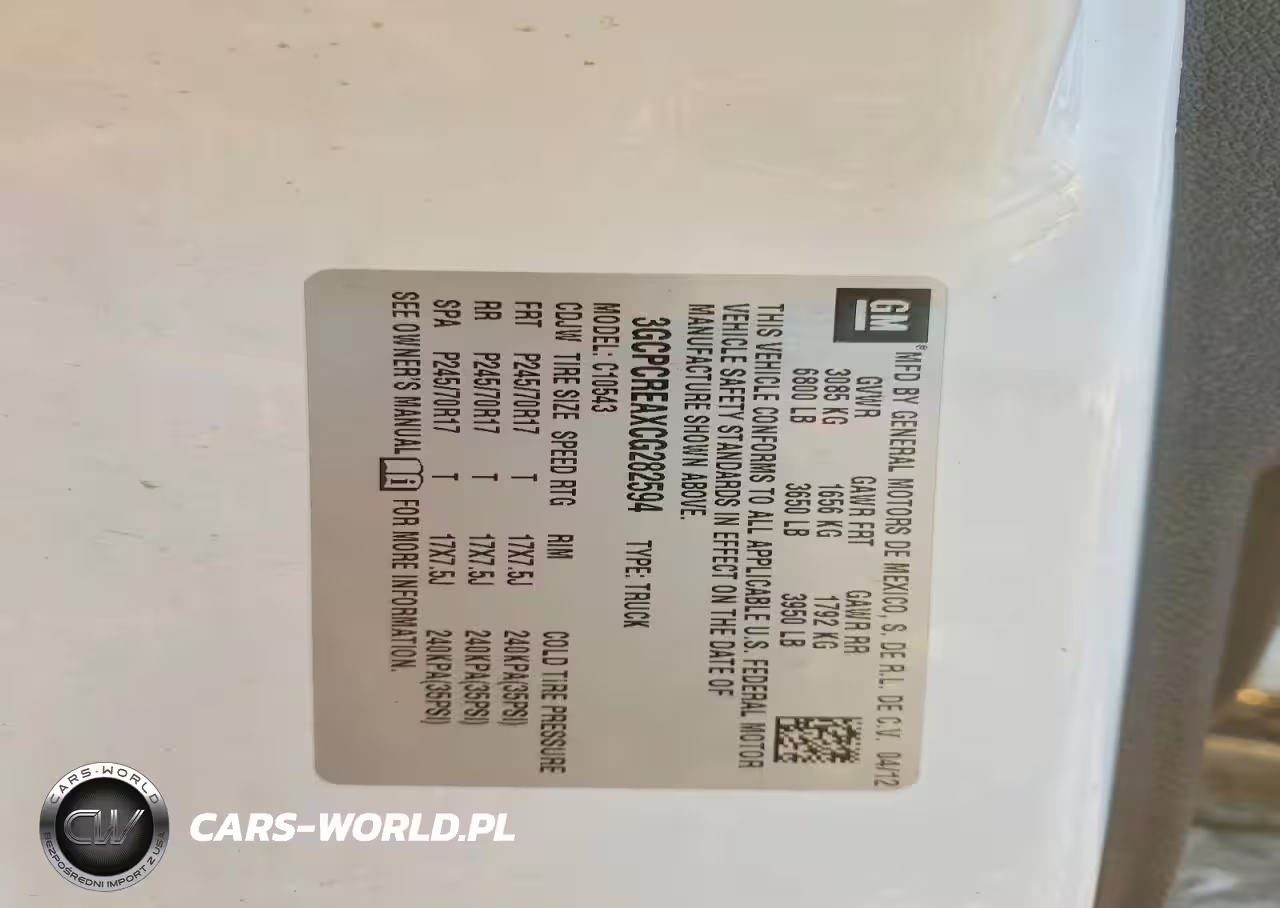 GM
® MFD BY GENERAL MOTORS DE MEXICO, S. DE R.L. DE C.V. 04/12
GVWR GAWR FRT GAWR RR
3085 KG 1656 KG 1792 KG
6800 LB 3650 LB 3950 LB
THIS VEHICLE CONFORMS TO ALL APPLICABLE U.S. FEDERAL MOTOR
VEHICLE SAFETY STANDARDS IN EFFECT ON THE DATE OF
MANUFACTURE SHOWN ABOVE.
3GCPCREAXCG282594 TYPE: TRUCK
MODEL: C10543
CDJW TIRE SIZE SPEED RTG RIM COLD TIRE PRESSURE
FRT P245/70R17 T 17X7.5J 240KPA(35PSI)
RR P245/70R17 T 17X7.5J 240KPA(35PSI)
SPA P245/70R17 T 17X7.5J 240KPA(35PSI)
SEE OWNER'S MANUAL i FOR MORE INFORMATION.
CARS-WORLD
CW
BEZPOŚREDNI IMPORT Z USA
CARS-WORLD.PL